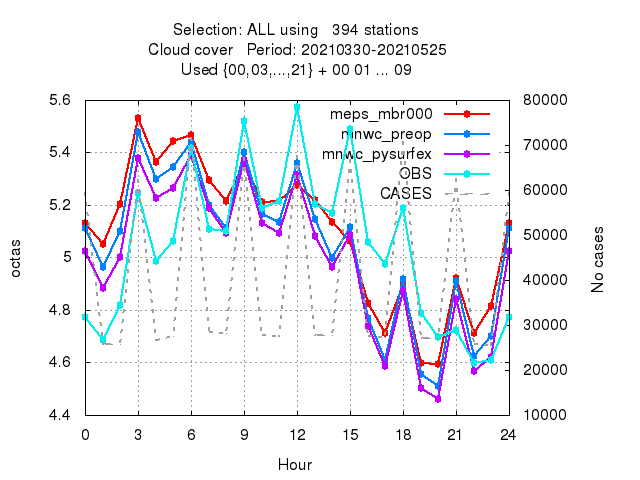 Selection: ALL using   394 stations
Cloud cover   Period: 20210330-20210525
Used {00,03,...,21} + 00 01 ... 09
5.6
5.4
5.2
5
4.8
4.6
4.4
octas
meps_mbr000
mnwc_preop
mnwc_pysurfex
OBS
CASES
80000
70000
60000
50000
40000
30000
20000
10000
No cases
0 3 6 9 12 15 18 21 24
Hour